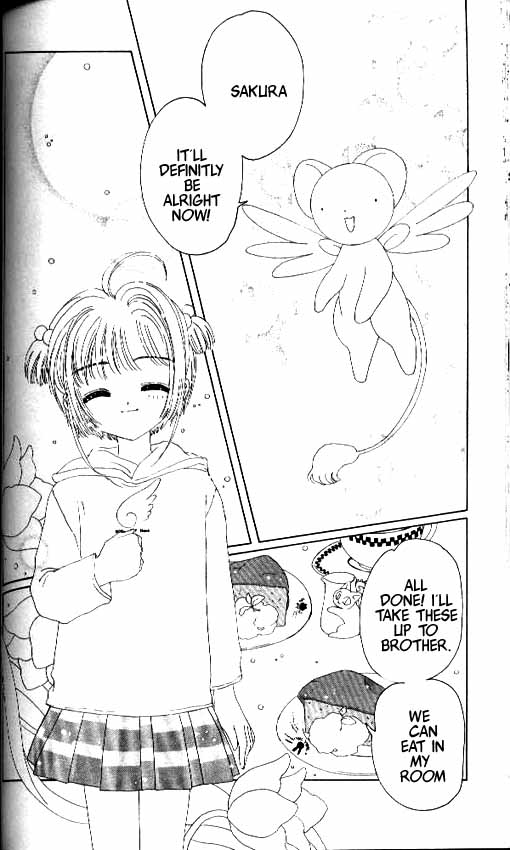 SAKURA
IT'LL
DEFINITLY
BE
ALRIGHT
NOW!
ALL
DONE! I'LL
TAKE THESE
UP TO
BROTHER.
WE
CAN
EAT IN
MY
ROOM